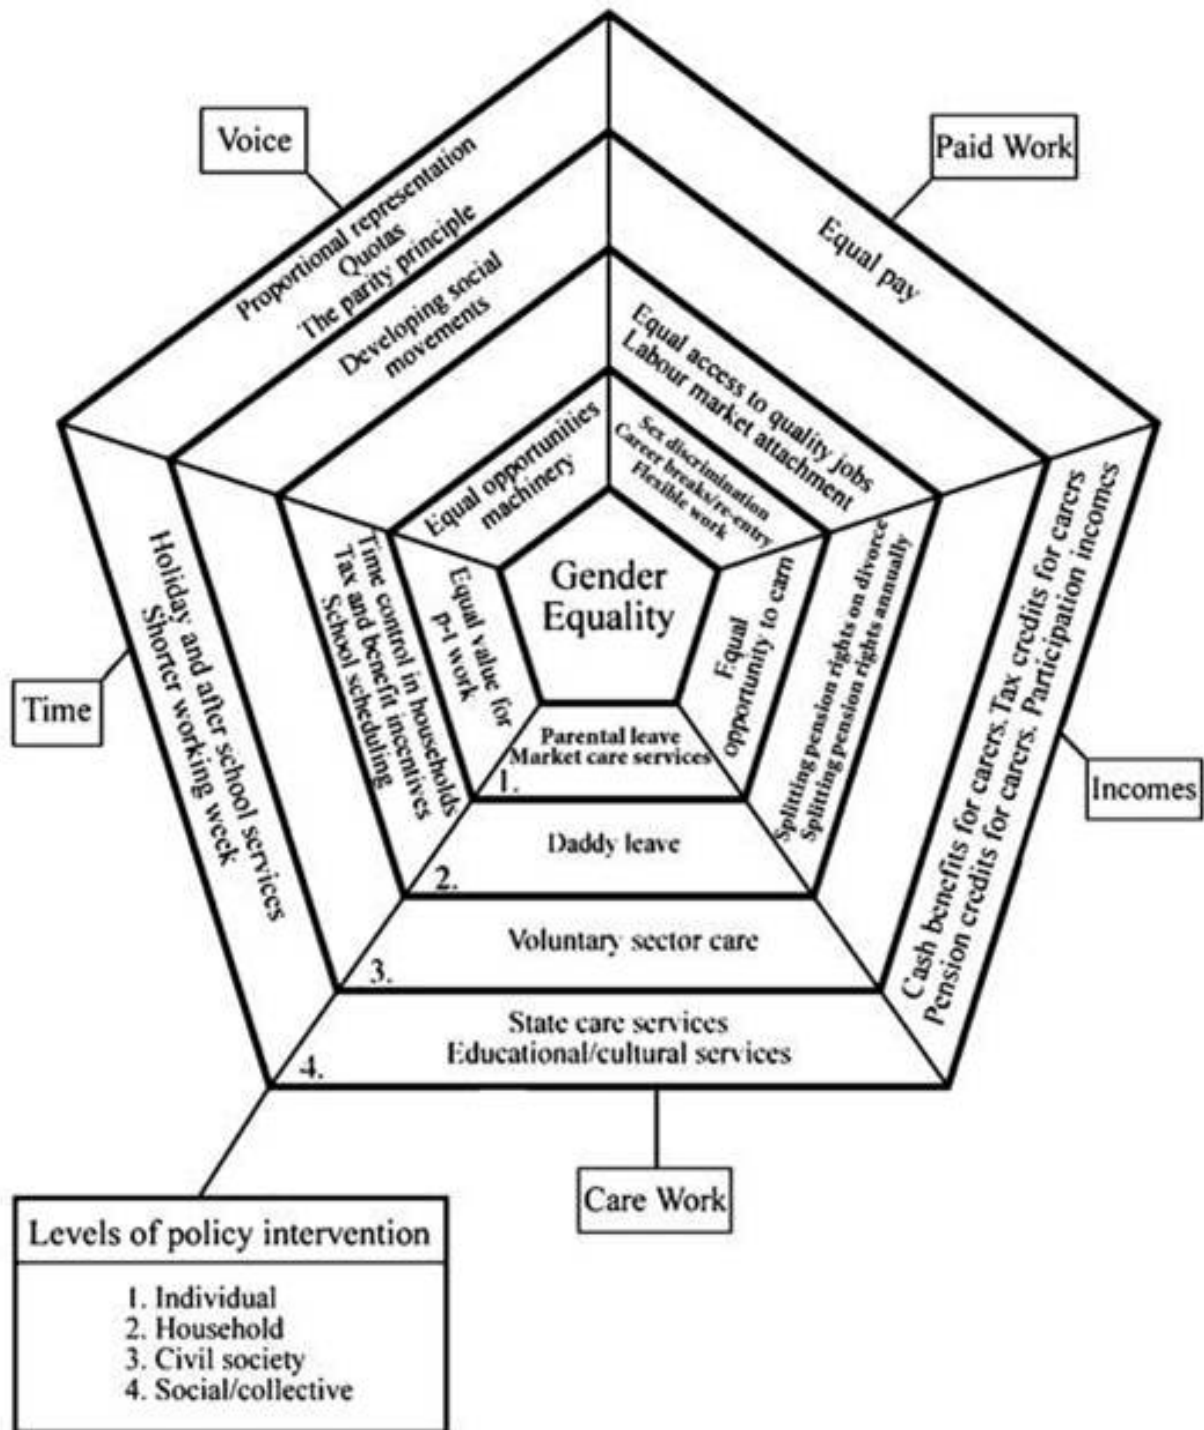 Voice
Paid Work
Proportional representation
Quotas
The parity principle
Developing social
movements
Equal opportunities
machinery
Equal pay
Equal access to quality jobs
Labour market attachment
Sex discrimination
Career breaks/re-entry
Flexible work
Gender
Equality
Time
Holiday and after school services
Shorter working week
Time control in households
Tax and benefit incentives
School scheduling
Equal value for
p-t work
Equal
opportunity to earn
Splitting pension rights on divorce
Splitting pension rights annually
Cash benefits for carers. Tax credits for carers
Pension credits for carers. Participation incomes
Incomes
Parental leave
Market care services
1.
Daddy leave
2.
Voluntary sector care
3.
State care services
Educational/cultural services
4.
Care Work
Levels of policy intervention
1. Individual
2. Household
3. Civil society
4. Social/collective